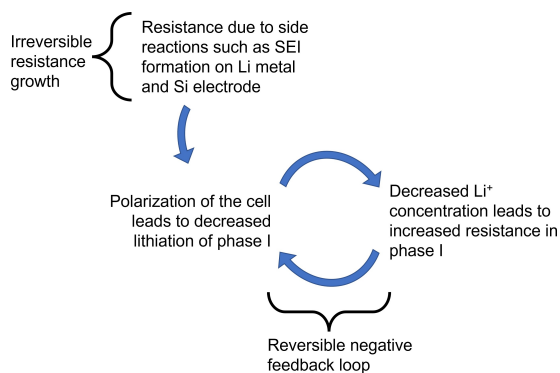 Irreversible
resistance
growth
Resistance due to side
reactions such as SEI
formation on Li metal
and Si electrode
Polarization of the cell
leads to decreased
lithiation of phase I
Decreased Li⁺
concentration leads to
increased resistance in
phase I
Reversible negative
feedback loop